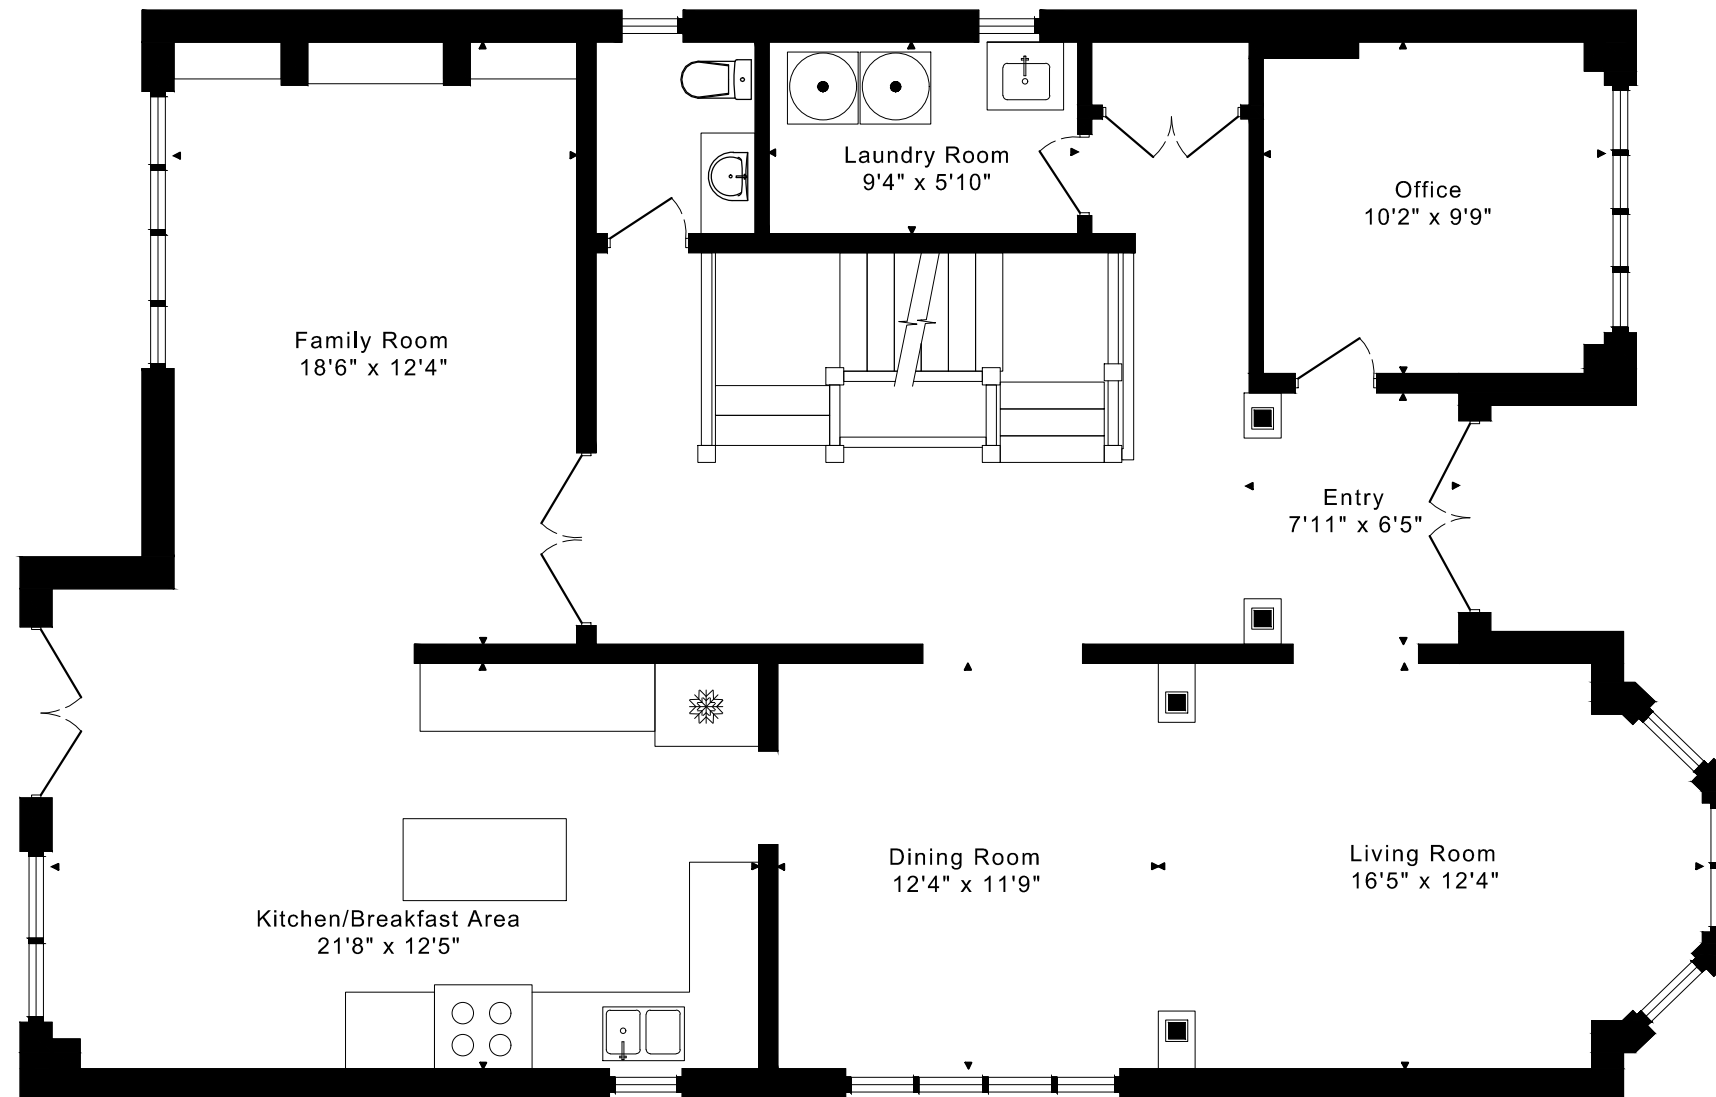 Laundry Room
9'4" x 5'10"
Office
10'2" x 9'9"
Family Room
18'6" x 12'4"
Entry
7'11" x 6'5"
Dining Room
12'4" x 11'9"
Living Room
16'5" x 12'4"
Kitchen/Breakfast Area
21'8" x 12'5"